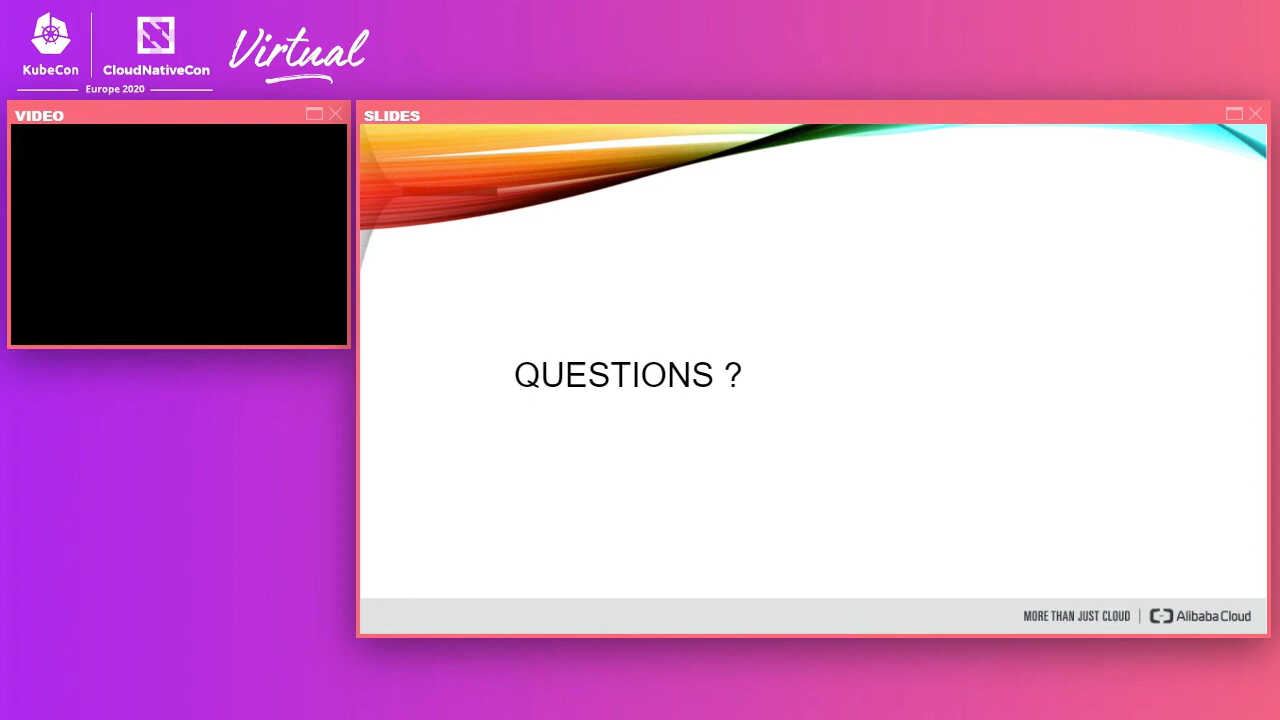 KubeCon
CloudNativeCon
Europe 2020
Virtual
VIDEO
SLIDES
QUESTIONS ?
MORE THAN JUST CLOUD | Alibaba Cloud